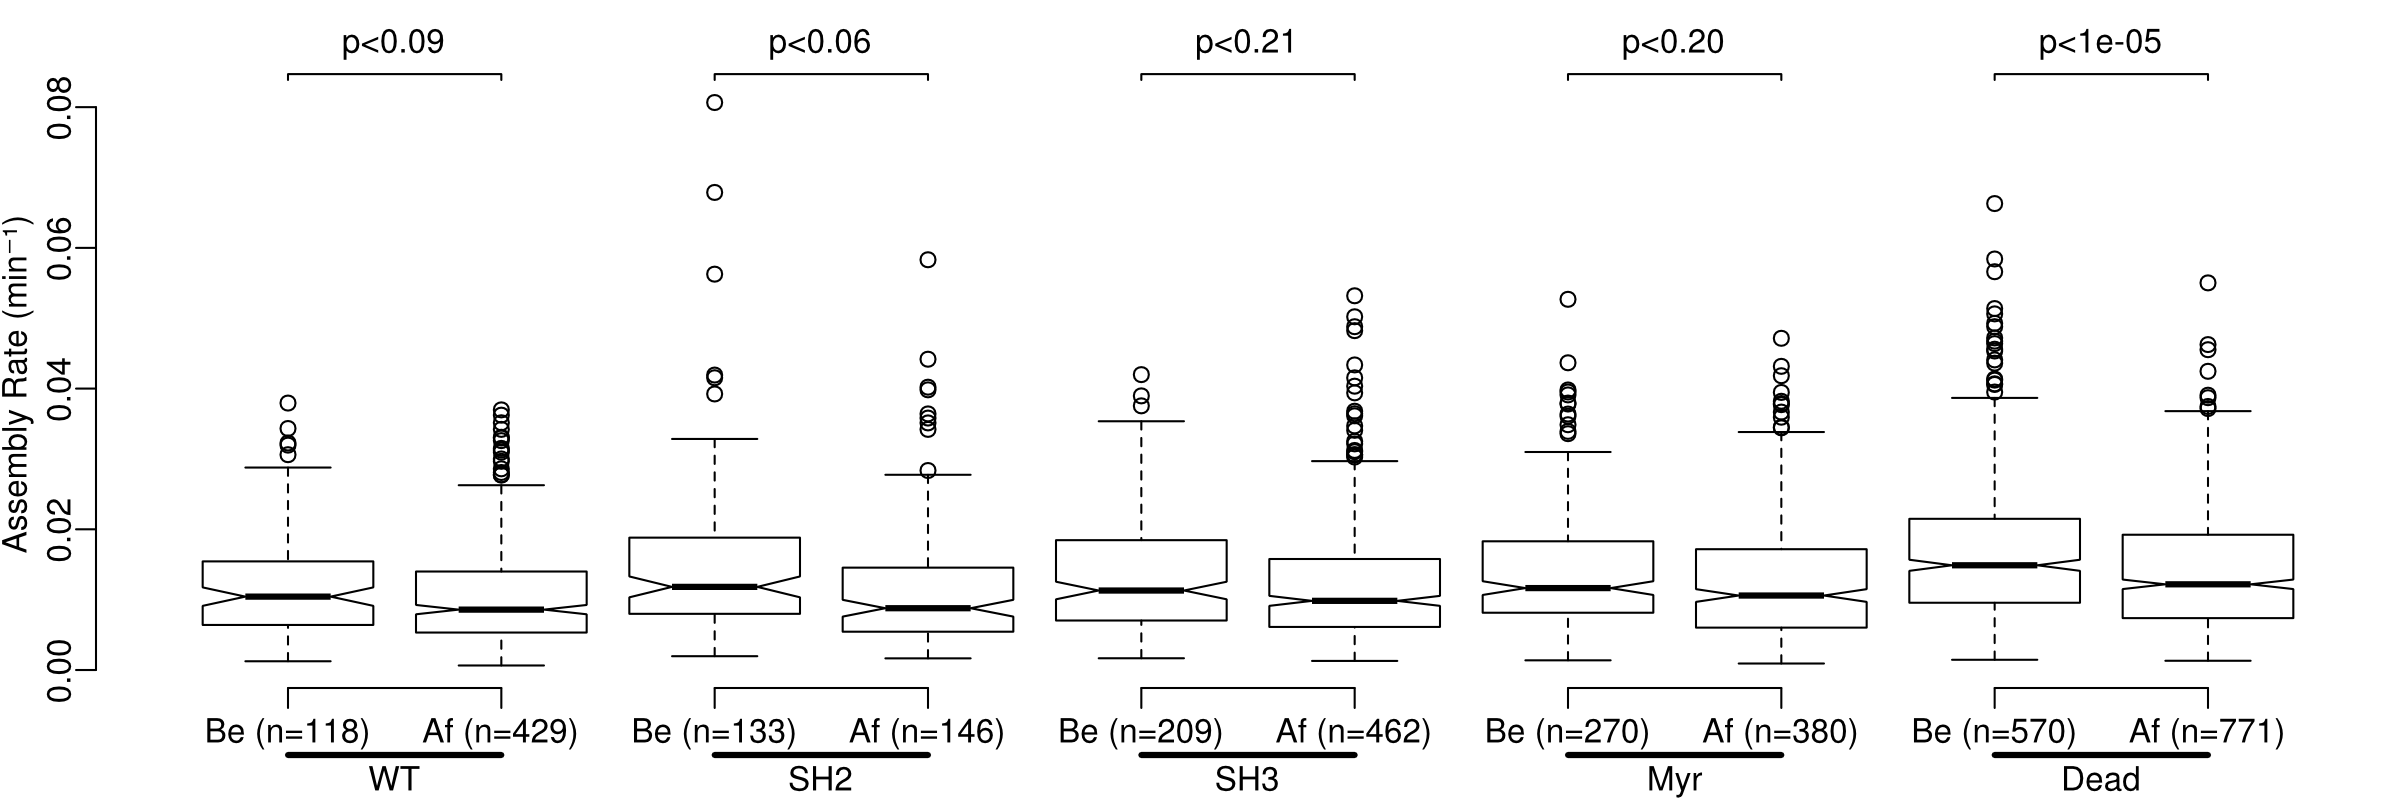 p<0.09 p<0.06 p<0.21 p<0.20 p<1e-05
Assembly Rate (min⁻¹)
0.08
0.06
0.04
0.02
0.00
Be (n=118) Af (n=429) Be (n=133) Af (n=146) Be (n=209) Af (n=462) Be (n=270) Af (n=380) Be (n=570) Af (n=771)
WT SH2 SH3 Myr Dead